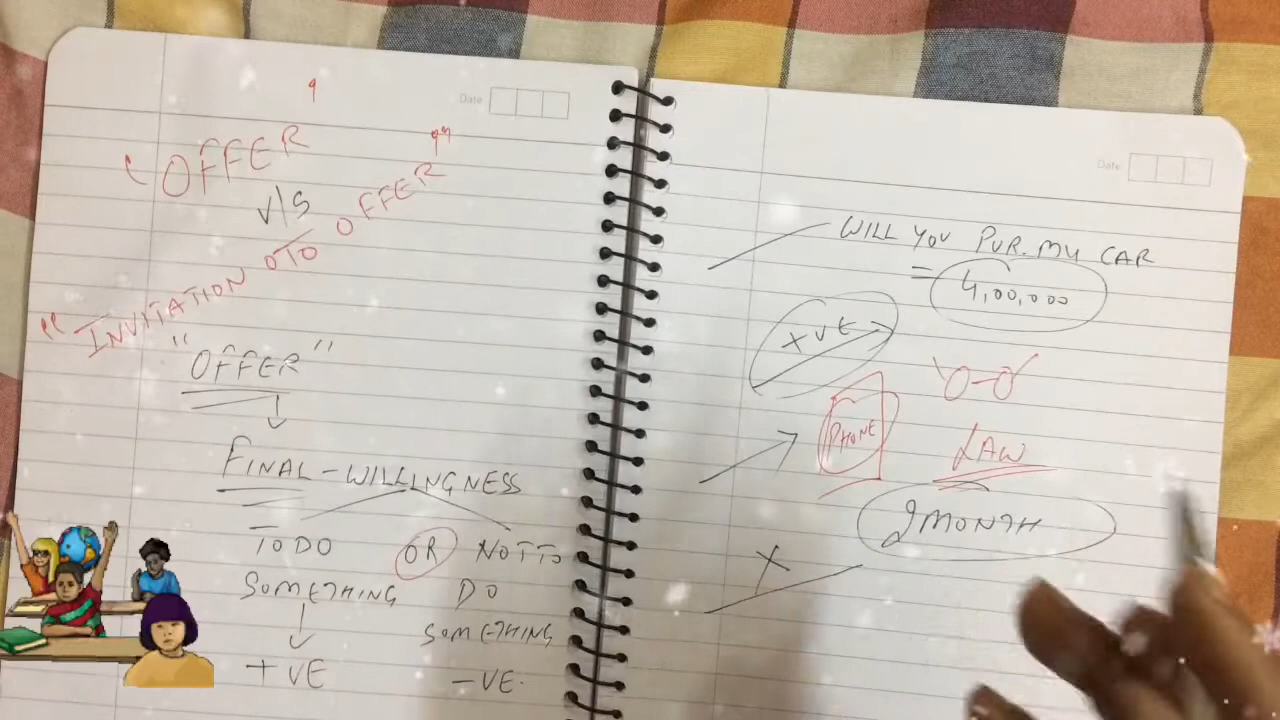 Date
' OFFER '
V/S
" INVITATION OTO OFFER "
"OFFER"
FINAL-WILLINGNESS
TO DO
SOMETHING
+VE
OR
NOT TO
DO
SOMETHING
-VE.
Date
WILL YOU PUR. MY CAR
= 4,00,000
+VE
PHONE
LAW
2 MONTH
X